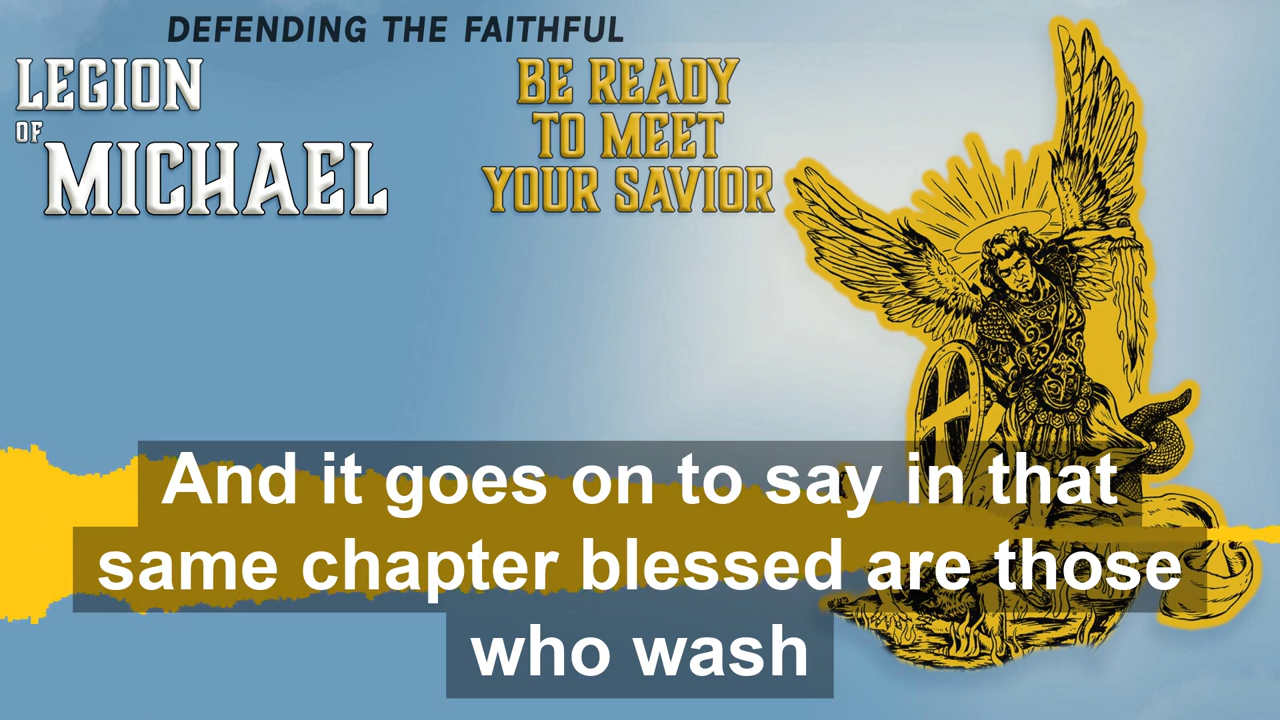 DEFENDING THE FAITHFUL
LEGION
OF
MICHAEL
BE READY
TO MEET
YOUR SAVIOR
And it goes on to say in that
same chapter blessed are those
who wash